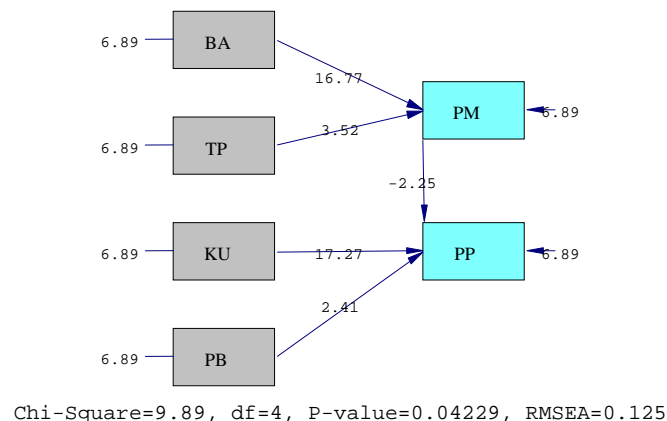 6.89 BA
16.77
PM 6.89
6.89 TP
3.52
-2.25
6.89 KU
17.27
PP 6.89
2.41
6.89 PB
Chi-Square=9.89, df=4, P-value=0.04229, RMSEA=0.125